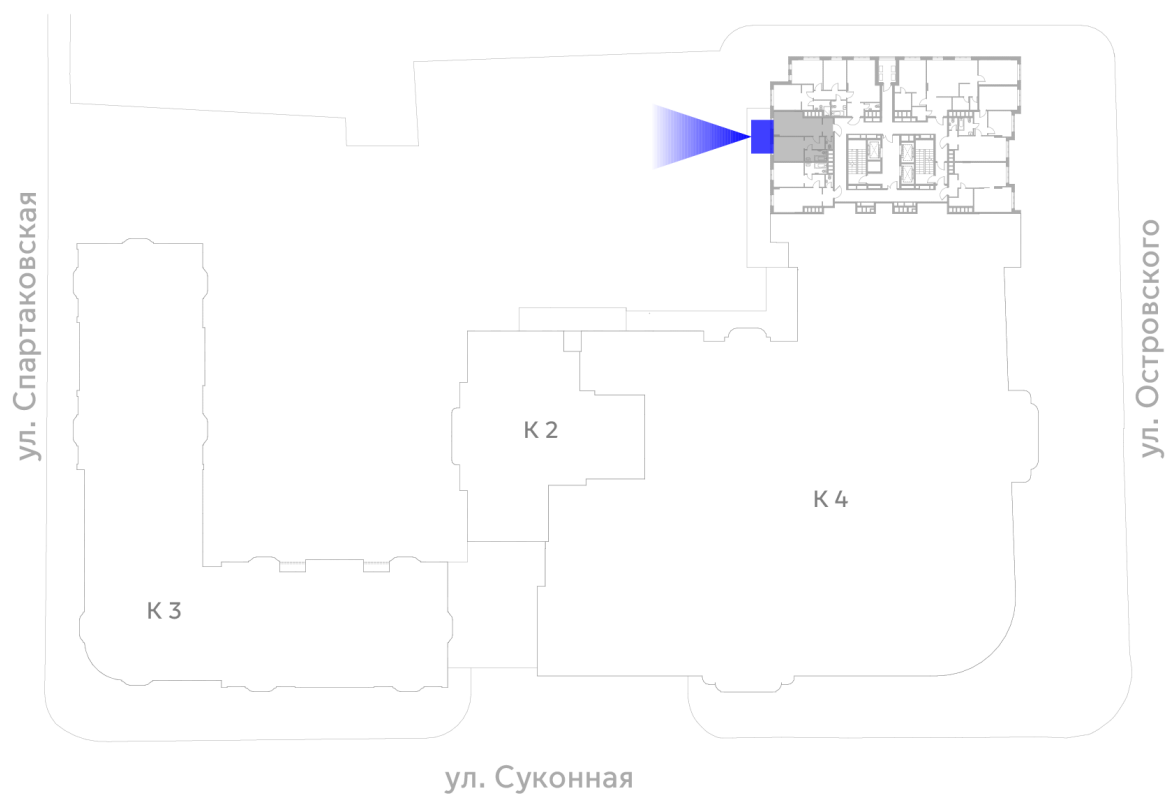 ул. Спартаковская
ул. Островского
К 2
К 4
К 3
ул. Суконная